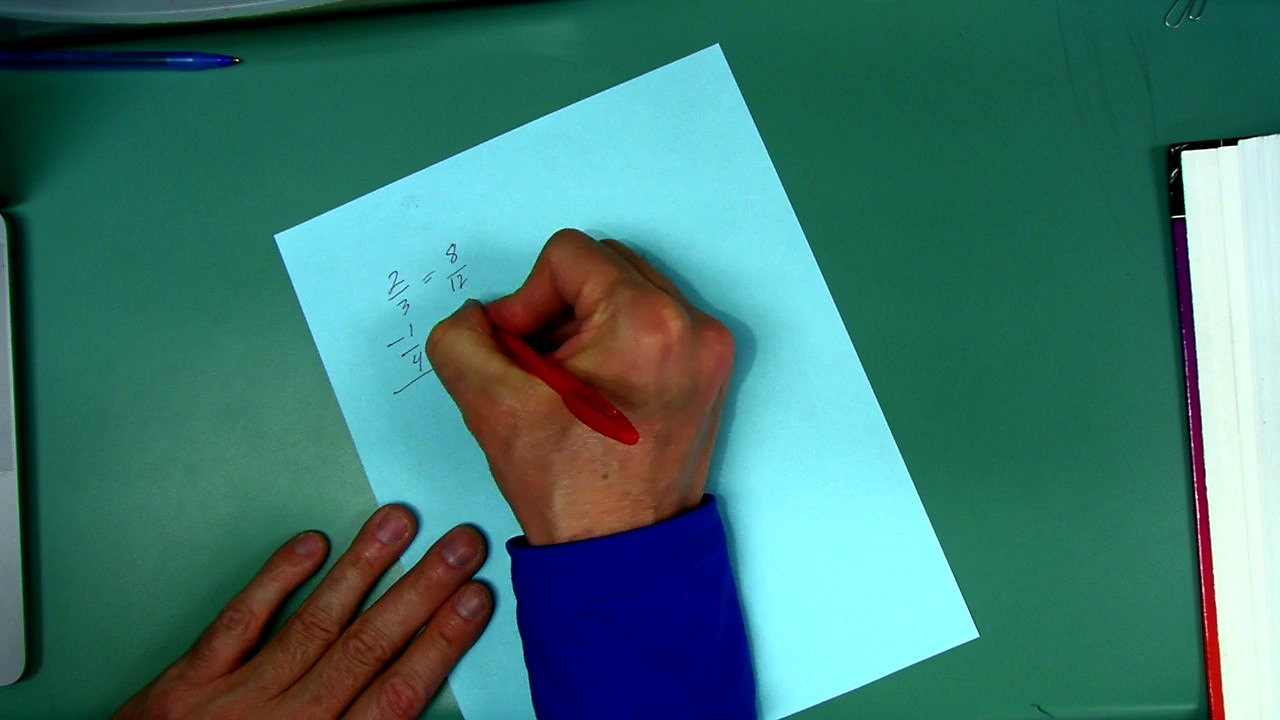 2/3 = 8/12
- 1/4